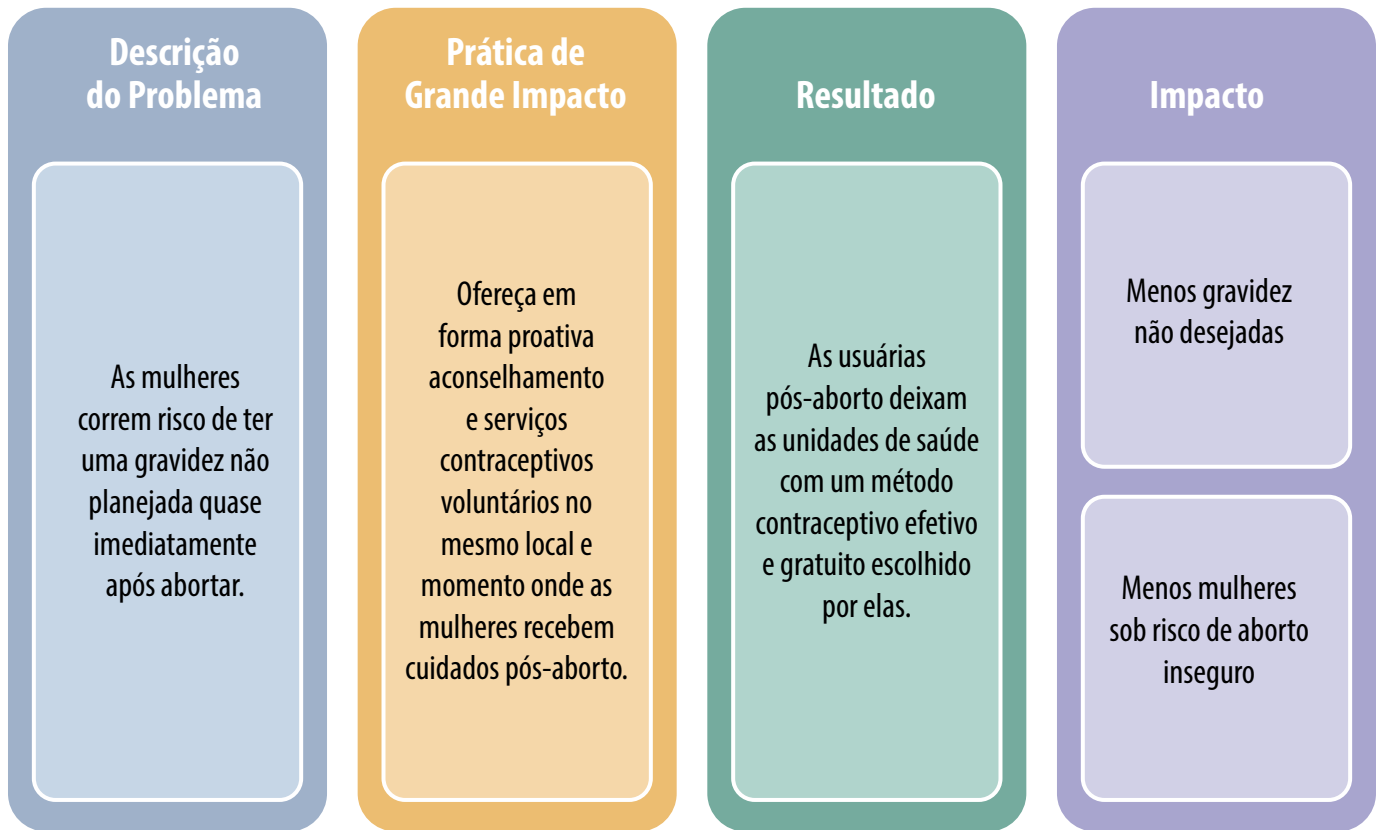 Descrição
do Problema
As mulheres
correm risco de ter
uma gravidez não
planejada quase
imediatamente
após abortar.
Prática de
Grande Impacto
Ofereça em
forma proativa
aconselhamento
e serviços
contraceptivos
voluntários no
mesmo local e
momento onde as
mulheres recebem
cuidados pós-aborto.
Resultado
As usuárias
pós-aborto deixam
as unidades de saúde
com um método
contraceptivo efetivo
e gratuito escolhido
por elas.
Impacto
Menos gravidez
não desejadas
Menos mulheres
sob risco de aborto
inseguro